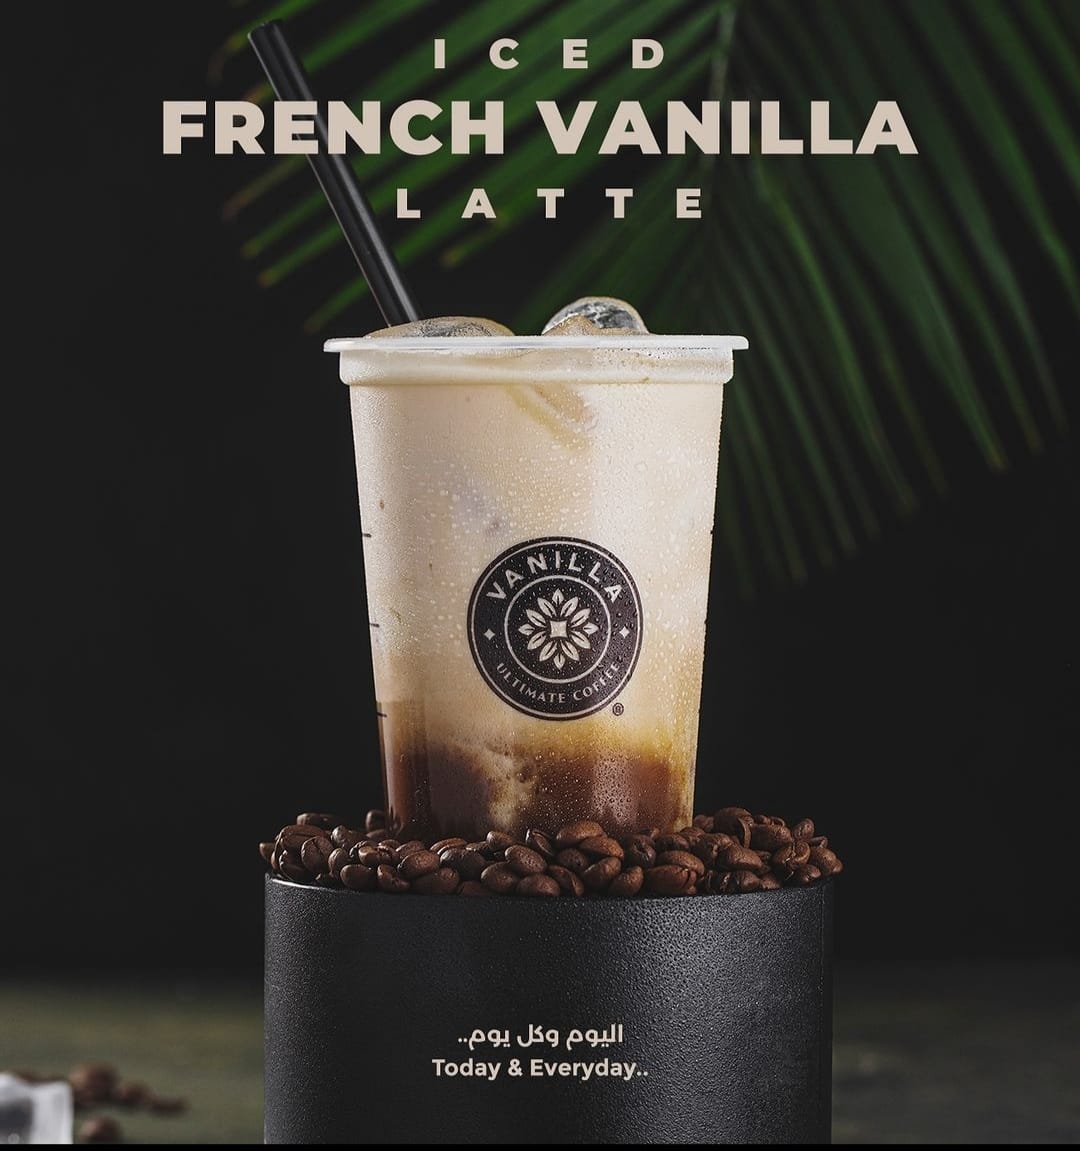 ICED
FRENCH VANILLA
LATTE
VANILLA
ULTIMATE COFFEE
®
اليوم وكل يوم..
Today & Everyday..